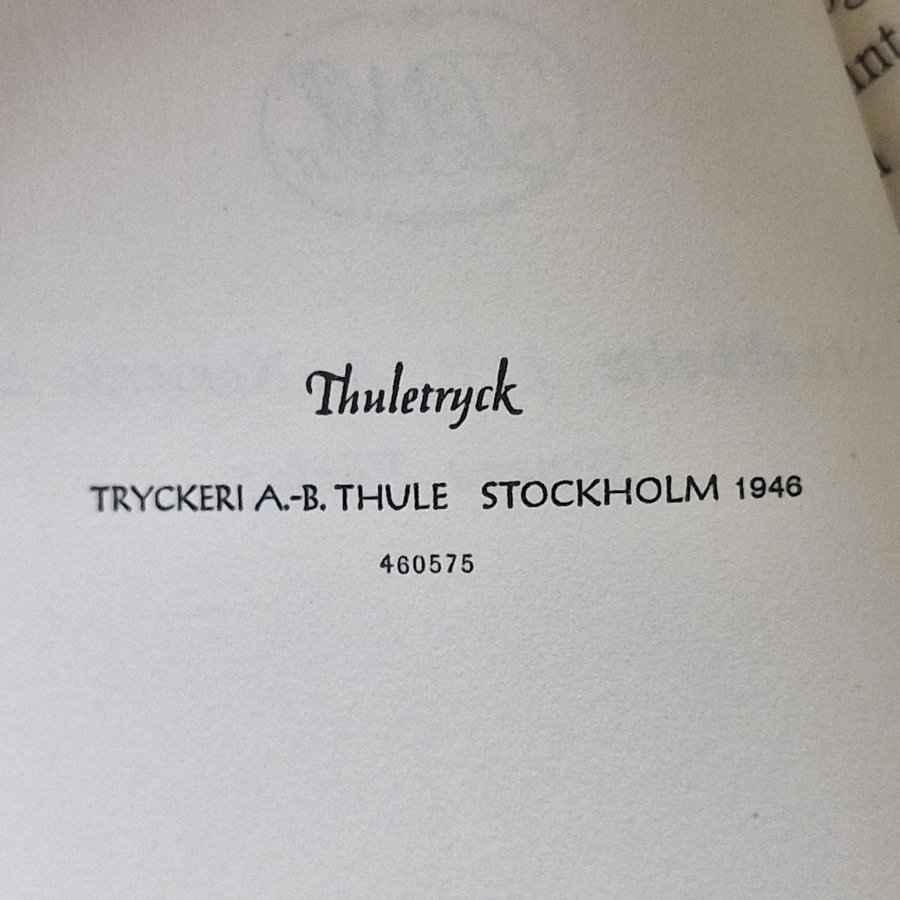 Thuletryck
TRYCKERI A.-B. THULE STOCKHOLM 1946
460575